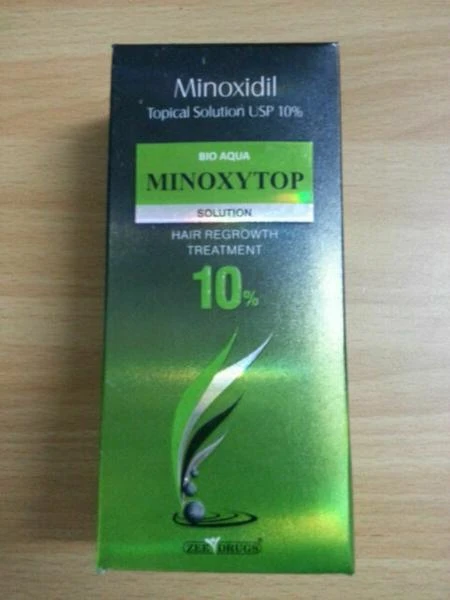 Minoxidil
Topical Solution USP 10%
BIO AQUA
MINOXYTOP
SOLUTION
HAIR REGROWTH
TREATMENT
10%
ZEE DRUGS